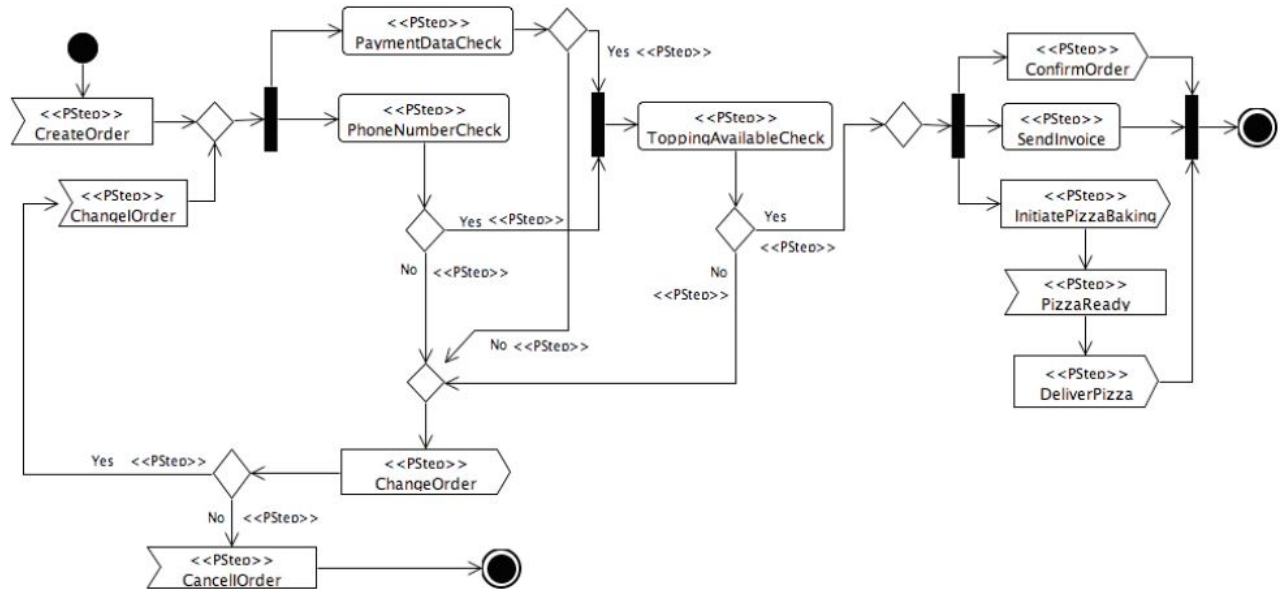 <<PStep>>
PaymentDataCheck
Yes <<PStep>>
<<PStep>>
ConfirmOrder
<<PStep>>
CreateOrder
<<PStep>>
PhoneNumberCheck
<<PStep>>
ToppingAvailableCheck
<<PStep>>
SendInvoice
<<PStep>>
ChangelOrder
Yes <<PStep>>
Yes
<<PStep>>
<<PStep>>
InitiatePizzaBaking
No <<PStep>>
No
<<PStep>>
<<PStep>>
PizzaReady
No <<PStep>>
<<PStep>>
DeliverPizza
Yes <<PStep>>
<<PStep>>
ChangeOrder
No <<PStep>>
<<PStep>>
CancellOrder